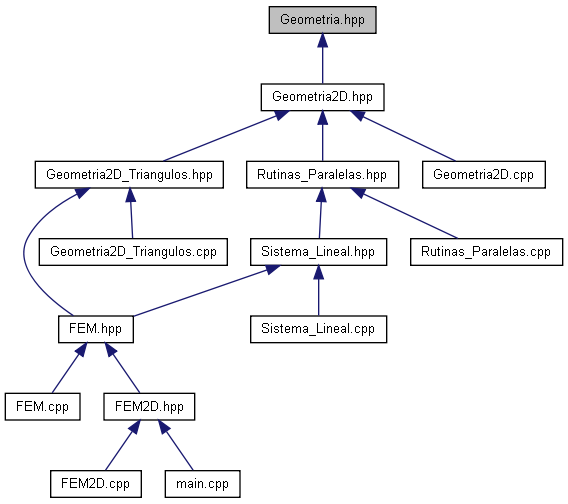 Geometria.hpp
Geometria2D.hpp
Geometria2D_Triangulos.hpp
Rutinas_Paralelas.hpp
Geometria2D.cpp
Geometria2D_Triangulos.cpp
Sistema_Lineal.hpp
Rutinas_Paralelas.cpp
FEM.hpp
Sistema_Lineal.cpp
FEM.cpp
FEM2D.hpp
FEM2D.cpp
main.cpp